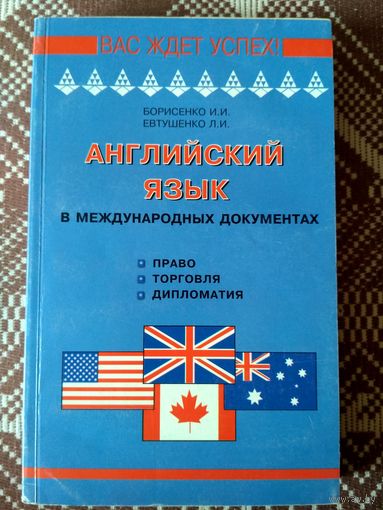 ВАС ЖДЕТ УСПЕХ!
БОРИСЕНКО И.И.
ЕВТУШЕНКО Л.И.
АНГЛИЙСКИЙ
ЯЗЫК
В МЕЖДУНАРОДНЫХ ДОКУМЕНТАХ
ПРАВО
ТОРГОВЛЯ
ДИПЛОМАТИЯ